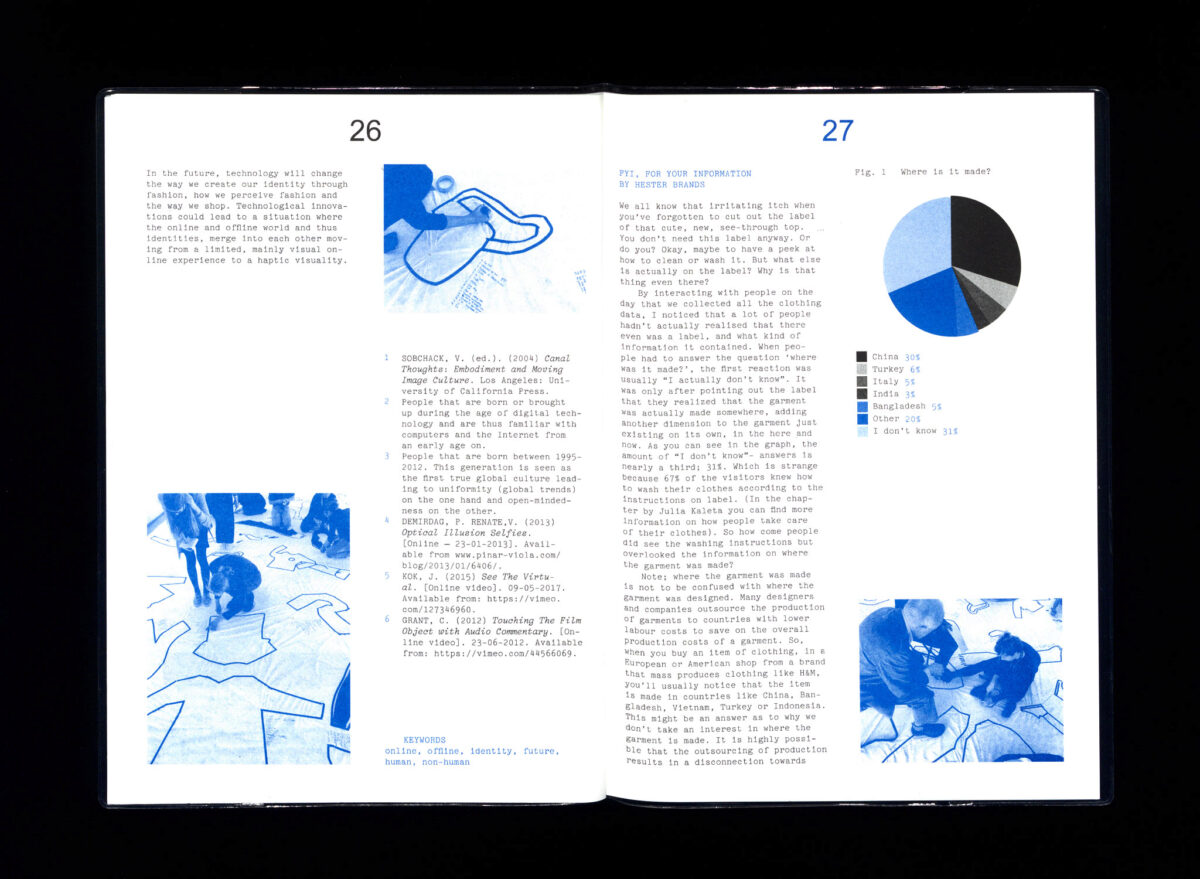 26
In the future, technology will change
the way we create our identity through
fashion, how we perceive fashion and
the way we shop. Technological innova-
tions could lead to a situation where
the online and offline world and thus
identities, merge into each other mov-
ing from a limited, mainly visual on-
line experience to a haptic visuality.
1 SOBCHACK, V. (ed.). (2004) Canal
Thoughts: Embodiment and Moving
Image Culture. Los Angeles: Uni-
versity of California Press.
2 People that are born or brought
up during the age of digital tech-
nology and are thus familiar with
computers and the Internet from
an early age on.
3 People that are born between 1995-
2012. This generation is seen as
the first true global culture lead-
ing to uniformity (global trends)
on the one hand and open-minded-
ness on the other.
4 DEMIRDAG, P. RENATE,V. (2013)
Optical Illusion Selfies.
[Online – 23-01-2013]. Avail-
able from www.pinar-viola.com/
blog/2013/01/6406/.
5 KOK, J. (2015) See The Virtu-
al. [Online video]. 09-05-2017.
Available from: https://vimeo.
com/127346960.
6 GRANT, C. (2012) Touching The Film
Object with Audio Commentary. [On-
line video]. 23-06-2012. Available
from: https://vimeo.com/44566069.
KEYWORDS
online, offline, identity, future,
human, non-human
27
FYI, FOR YOUR INFORMATION
BY HESTER BRANDS
We all know that irritating itch when
you've forgotten to cut out the label
of that cute, new, see-through top.
You don't need this label anyway. Or
do you? Okay, maybe to have a peek at
how to clean or wash it. But what else
is actually on the label? Why is that
thing even there?
By interacting with people on the
day that we collected all the clothing
data, I noticed that a lot of people
hadn't actually realised that there
even was a label, and what kind of
information it contained. When peo-
ple had to answer the question 'where
was it made?', the first reaction was
usually "I actually don't know". It
was only after pointing out the label
that they realized that the garment
was actually made somewhere, adding
another dimension to the garment just
existing on its own, in the here and
now. As you can see in the graph, the
amount of "I don't know"- answers is
nearly a third; 31%. Which is strange
because 67% of the visitors knew how
to wash their clothes according to the
instructions on label. (In the chap-
ter by Julia Kaleta you can find more
information on how people take care
of their clothes). So how come people
did see the washing instructions but
overlooked the information on where
the garment was made?
Note; where the garment was made
is not to be confused with where the
garment was designed. Many designers
and companies outsource the production
of garments to countries with lower
labour costs to save on the overall
production costs of a garment. So,
when you buy an item of clothing, in a
European or American shop from a brand
that mass produces clothing like H&M,
you'll usually notice that the item
is made in countries like China, Ban-
gladesh, Vietnam, Turkey or Indonesia.
This might be an answer as to why we
don't take an interest in where the
garment is made. It is highly possi-
ble that the outsourcing of production
results in a disconnection towards
Fig. 1 Where is it made?
China 30%
Turkey 6%
Italy 5%
India 3%
Bangladesh 5%
Other 20%
I don't know 31%